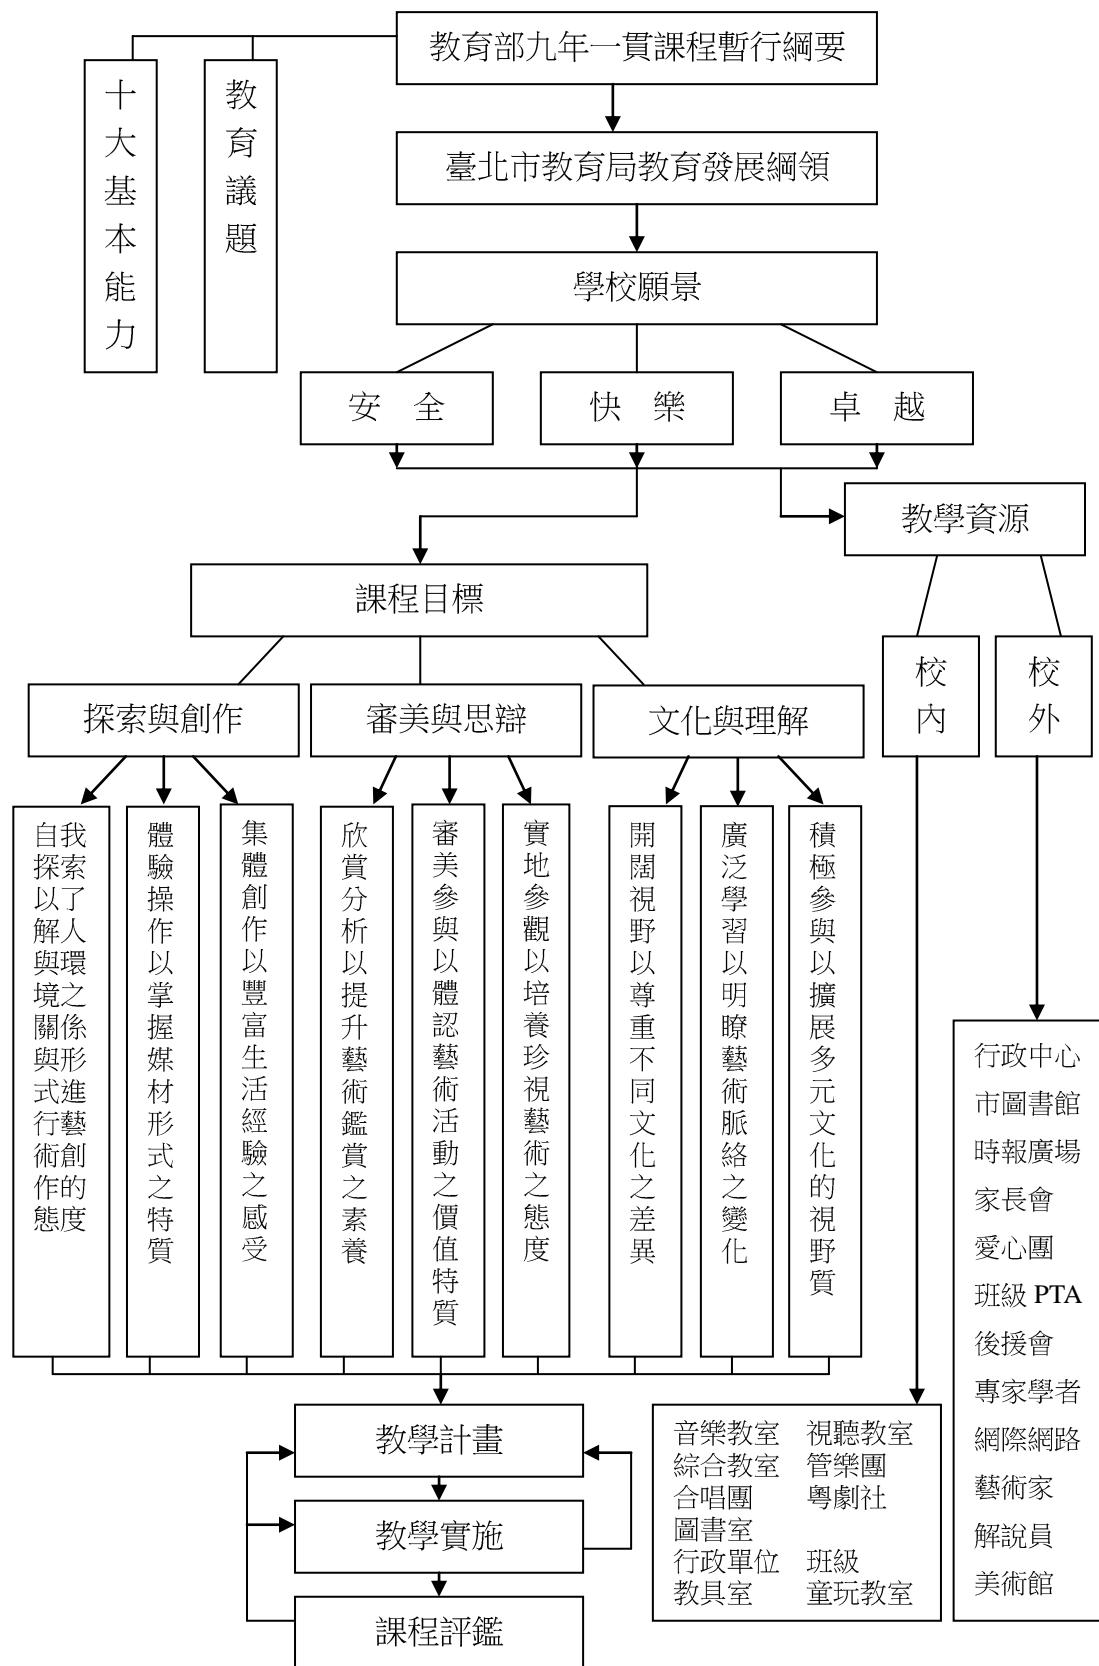 教育部九年一貫課程暫行綱要
十大基本能力
教育議題
臺北市教育局教育發展綱領
學校願景
安　全
快　樂
卓　越
教學資源
課程目標
校內
校外
探索與創作
審美與思辯
文化與理解
自我探索以了解人與環境之關係與形式進行藝術創作的態度
體驗操作以掌握媒材形式之特質
集體創作以豐富生活經驗之感受
欣賞分析以提升藝術鑑賞之素養
審美參與以體認藝術活動之價值特質
實地參觀以培養珍視藝術之態度
開闊視野以尊重不同文化之差異
廣泛學習以明瞭藝術脈絡之變化
積極參與以擴展多元文化的視野質
行政中心
市圖書館
時報廣場
家長會
愛心團
班級 PTA
後援會
專家學者
網際網路
藝術家
解說員
美術館
教學計畫
教學實施
課程評鑑
音樂教室　視聽教室
綜合教室　管樂團
合唱團　　粵劇社
圖書室
行政單位　班級
教具室　　童玩教室